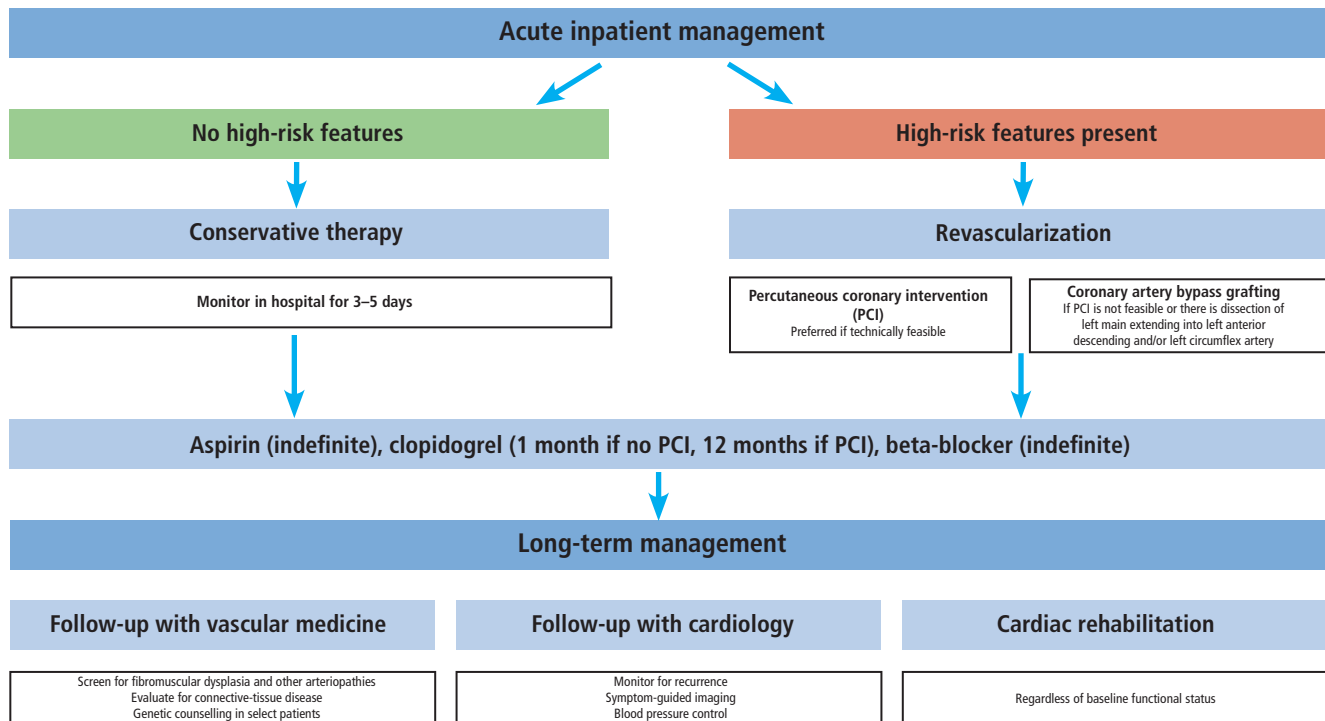 Acute inpatient management
No high-risk features
High-risk features present
Conservative therapy
Revascularization
Monitor in hospital for 3–5 days
Percutaneous coronary intervention
(PCI)
Preferred if technically feasible
Coronary artery bypass grafting
If PCI is not feasible or there is dissection of
left main extending into left anterior
descending and/or left circumflex artery
Aspirin (indefinite), clopidogrel (1 month if no PCI, 12 months if PCI), beta-blocker (indefinite)
Long-term management
Follow-up with vascular medicine
Screen for fibromuscular dysplasia and other arteriopathies
Evaluate for connective-tissue disease
Genetic counselling in select patients
Follow-up with cardiology
Monitor for recurrence
Symptom-guided imaging
Blood pressure control
Cardiac rehabilitation
Regardless of baseline functional status